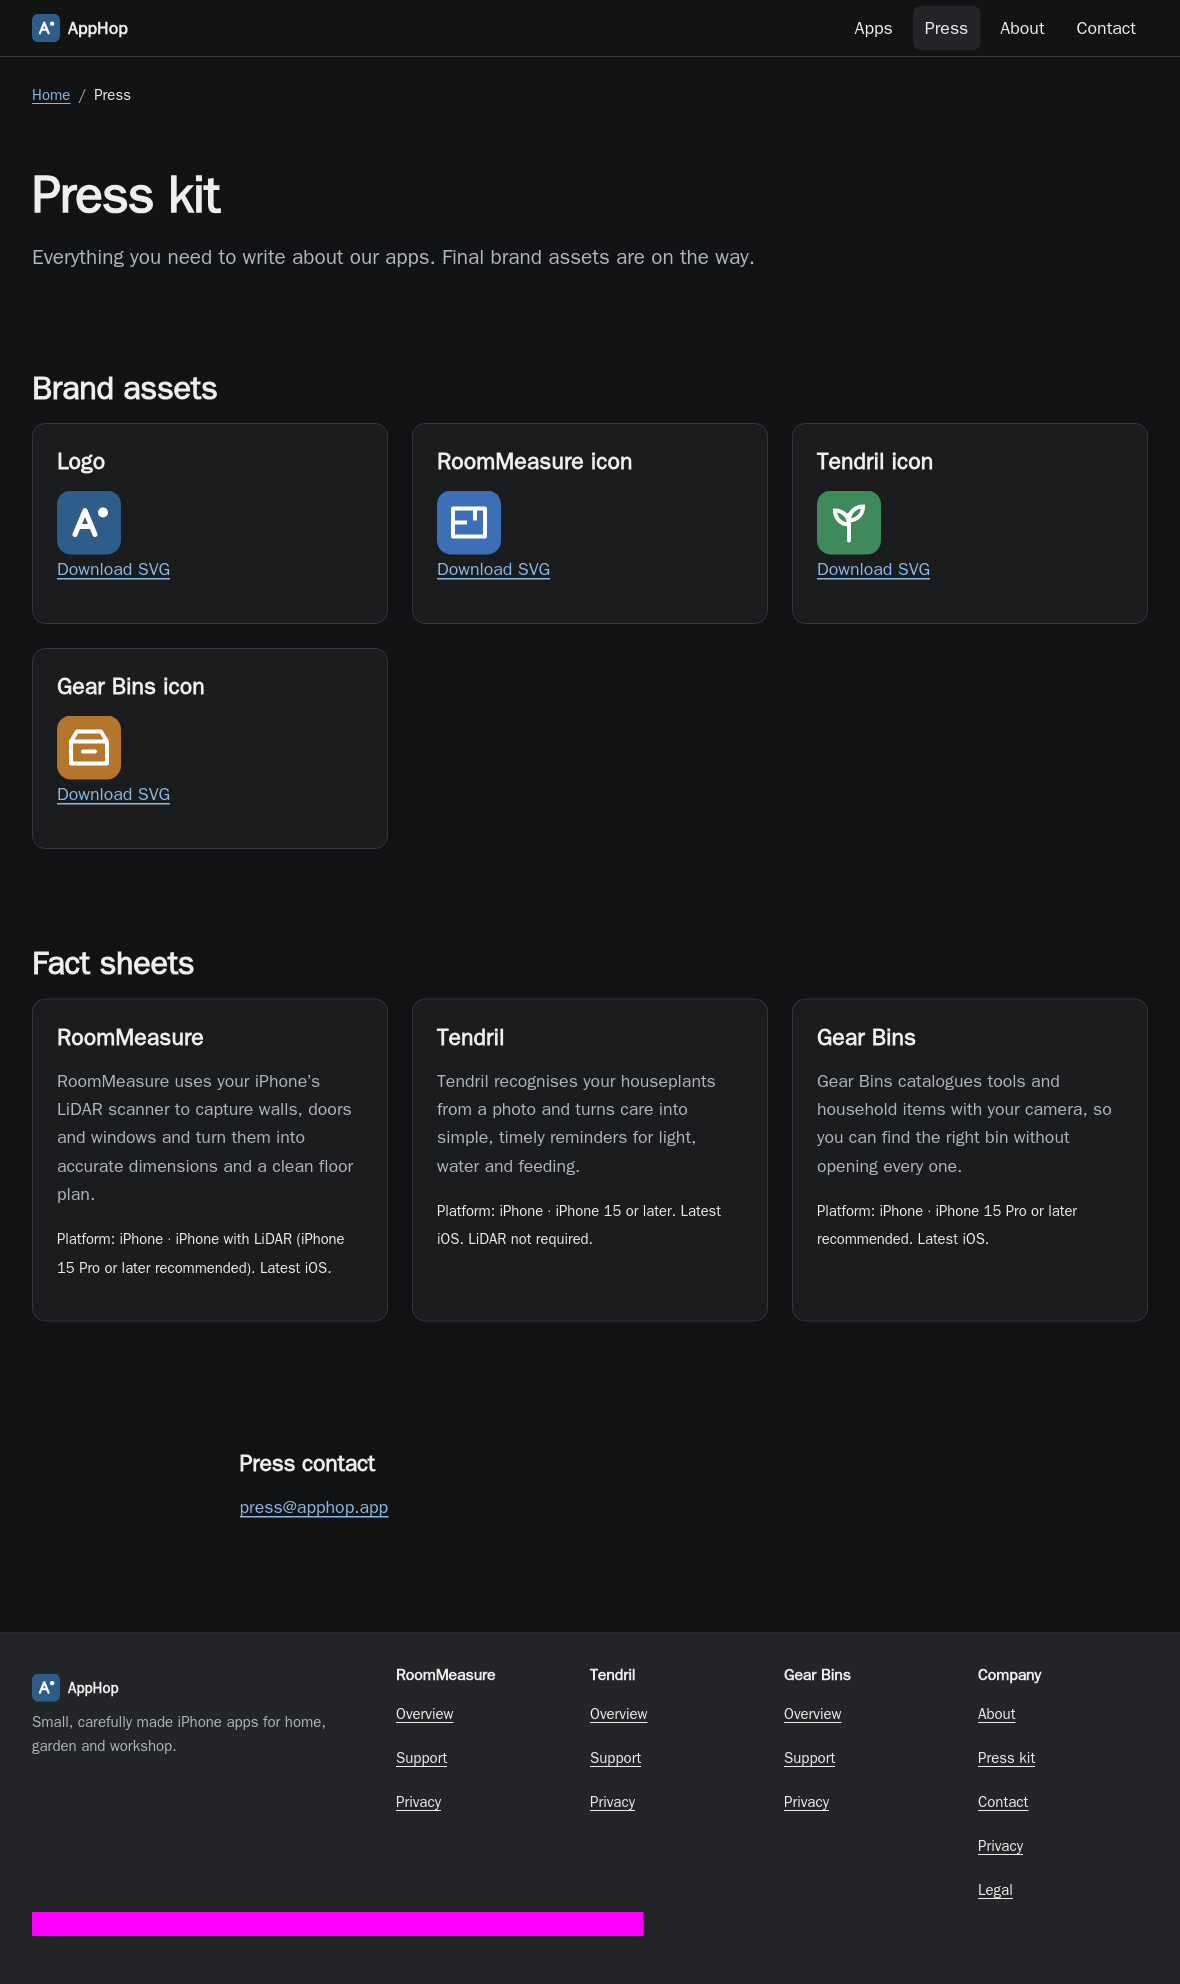 AppHop
Apps
Press
About
Contact
Home / Press
Press kit
Everything you need to write about our apps. Final brand assets are on the way.
Brand assets
Logo
Download SVG
RoomMeasure icon
Download SVG
Tendril icon
Download SVG
Gear Bins icon
Download SVG
Fact sheets
RoomMeasure
RoomMeasure uses your iPhone’s
LiDAR scanner to capture walls, doors
and windows and turn them into
accurate dimensions and a clean floor
plan.
Platform: iPhone · iPhone with LiDAR (iPhone
15 Pro or later recommended). Latest iOS.
Tendril
Tendril recognises your houseplants
from a photo and turns care into
simple, timely reminders for light,
water and feeding.
Platform: iPhone · iPhone 15 or later. Latest
iOS. LiDAR not required.
Gear Bins
Gear Bins catalogues tools and
household items with your camera, so
you can find the right bin without
opening every one.
Platform: iPhone · iPhone 15 Pro or later
recommended. Latest iOS.
Press contact
press@apphop.app
AppHop
Small, carefully made iPhone apps for home,
garden and workshop.
RoomMeasure
Overview
Support
Privacy
Tendril
Overview
Support
Privacy
Gear Bins
Overview
Support
Privacy
Company
About
Press kit
Contact
Privacy
Legal